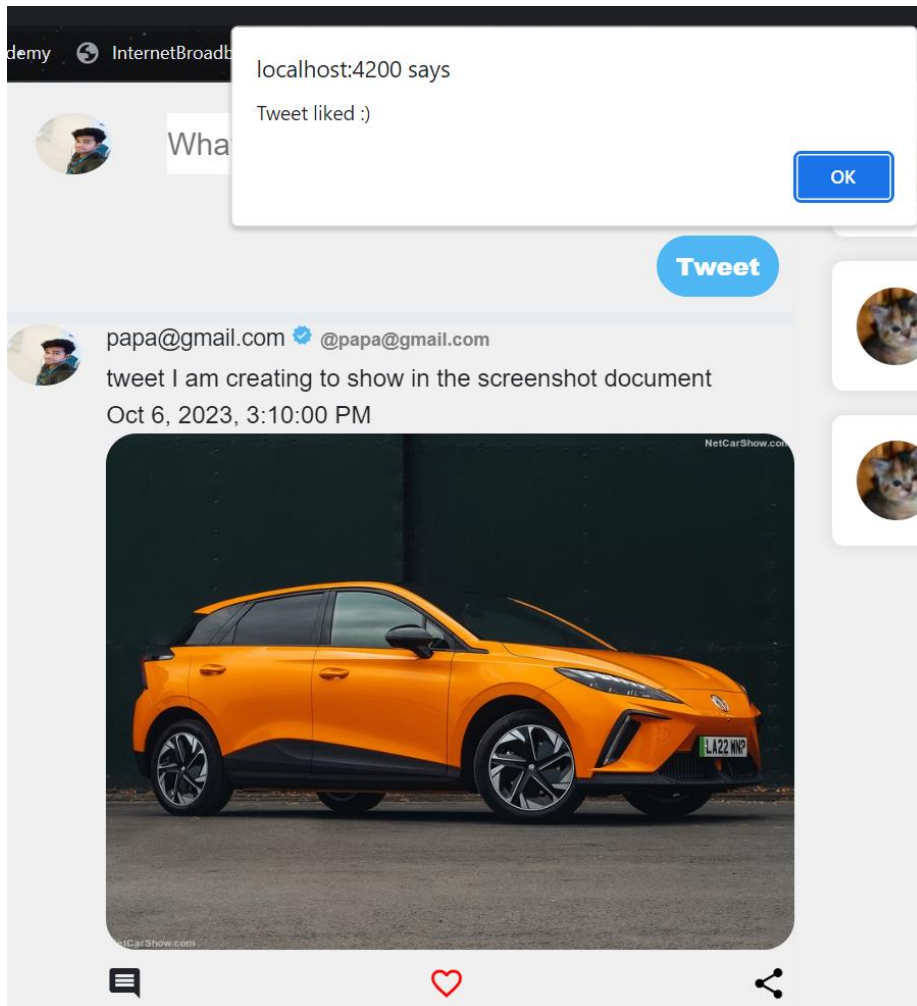 demy InternetBroadb
localhost:4200 says
Tweet liked :)
OK
Wha
Tweet
papa@gmail.com @papa@gmail.com
tweet I am creating to show in the screenshot document
Oct 6, 2023, 3:10:00 PM
NetCarShow.com
LA22 WNP
NetCarShow.com